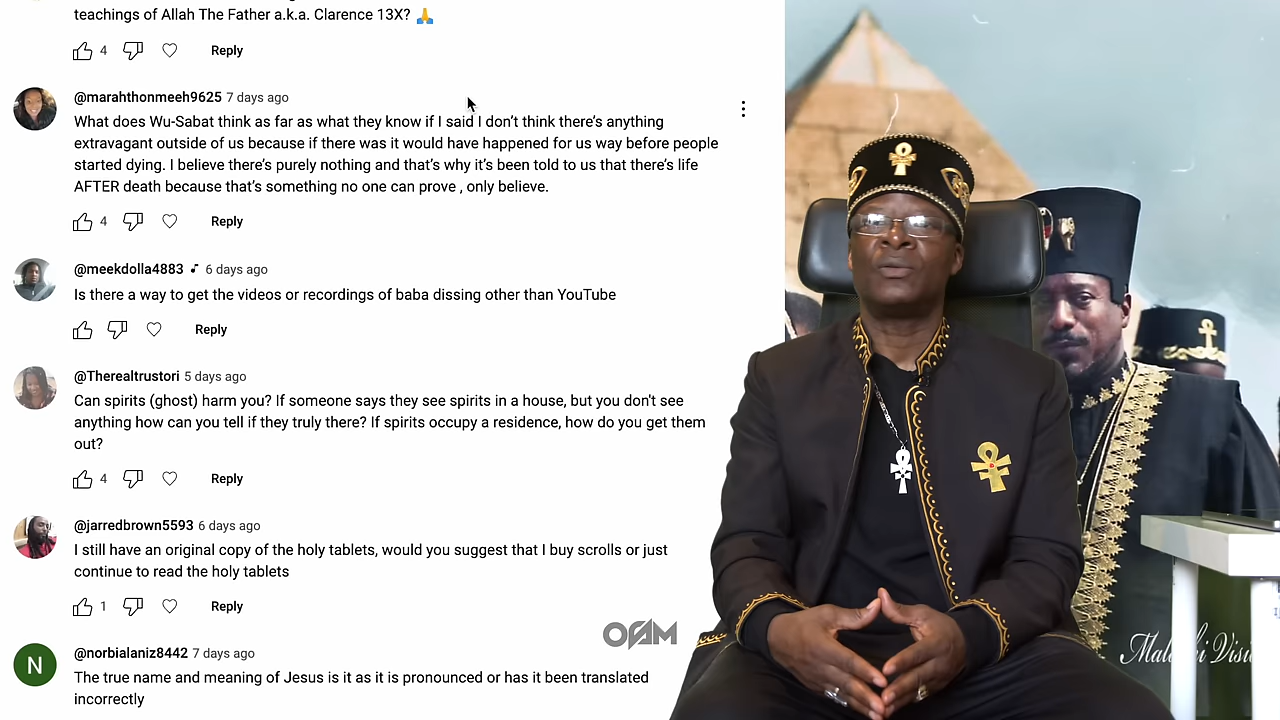 teachings of Allah The Father a.k.a. Clarence 13X? 🙏
4 Reply
@marahthonmeeh9625 7 days ago
What does Wu-Sabat think as far as what they know if I said I don't think there's anything
extravagant outside of us because if there was it would have happened for us way before people
started dying. I believe there's purely nothing and that's why it's been told to us that there's life
AFTER death because that's something no one can prove , only believe.
4 Reply
@meekdolla4883 6 days ago
Is there a way to get the videos or recordings of baba dissing other than YouTube
Reply
@Therealtrustori 5 days ago
Can spirits (ghost) harm you? If someone says they see spirits in a house, but you don't see
anything how can you tell if they truly there? If spirits occupy a residence, how do you get them
out?
4 Reply
@jarredbrown5593 6 days ago
I still have an original copy of the holy tablets, would you suggest that I buy scrolls or just
continue to read the holy tablets
1 Reply
OFAM
N
@norbialaniz8442 7 days ago
The true name and meaning of Jesus is it as it is pronounced or has it been translated
incorrectly